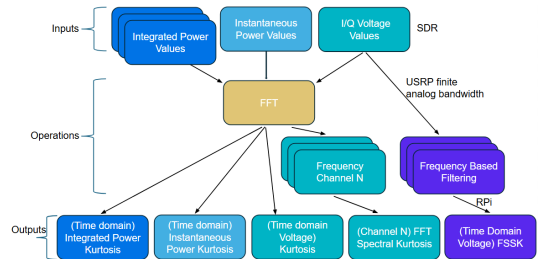 Inputs
Integrated Power
Values
Instantaneous
Power Values
I/Q Voltage
Values
SDR
USRP finite
analog bandwidth
FFT
Operations
Frequency
Channel N
Frequency Based
Filtering
RPi
Outputs
(Time domain)
Integrated Power
Kurtosis
(Time domain)
Instantaneous
Power Kurtosis
(Time domain
Voltage)
Kurtosis
(Channel N) FFT
Spectral Kurtosis
(Time Domain
Voltage) FSSK